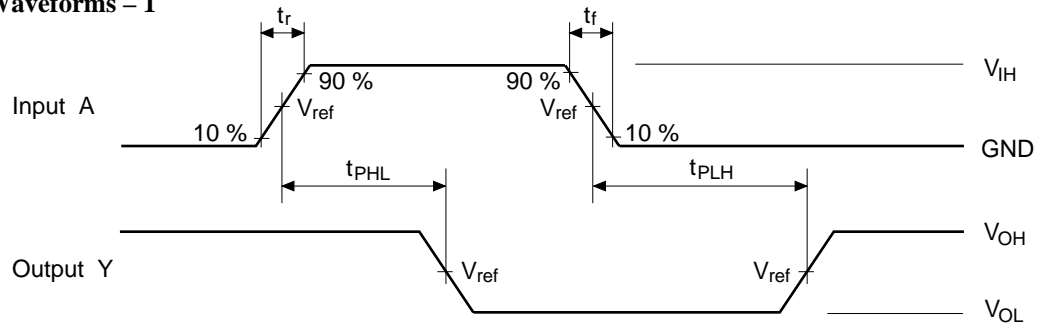 Waveforms – 1
tr
tf
90 %
90 %
VIH
Input A
Vref
Vref
10 %
10 %
GND
tPHL
tPLH
VOH
Output Y
Vref
Vref
VOL